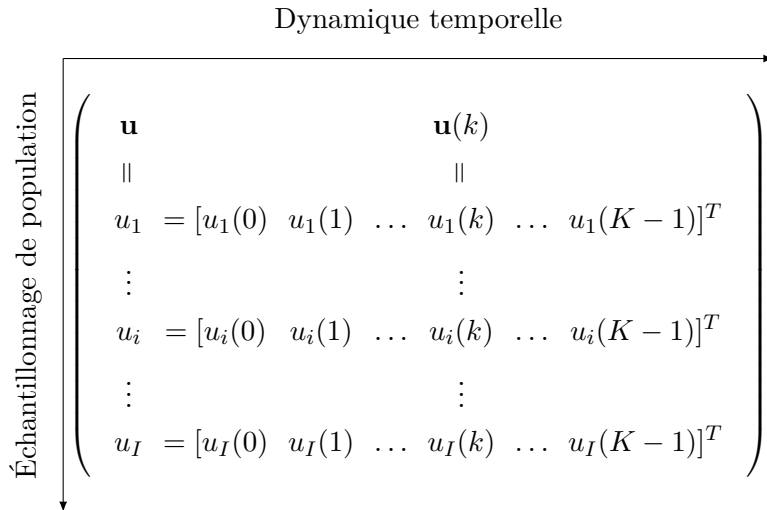 Dynamique temporelle
Échantillonnage de population
u u(k)
= =
u_1 = [u_1(0) u_1(1) … u_1(k) … u_1(K − 1)]^T
⋮ ⋮
u_i = [u_i(0) u_i(1) … u_i(k) … u_i(K − 1)]^T
⋮ ⋮
u_I = [u_I(0) u_I(1) … u_I(k) … u_I(K − 1)]^T